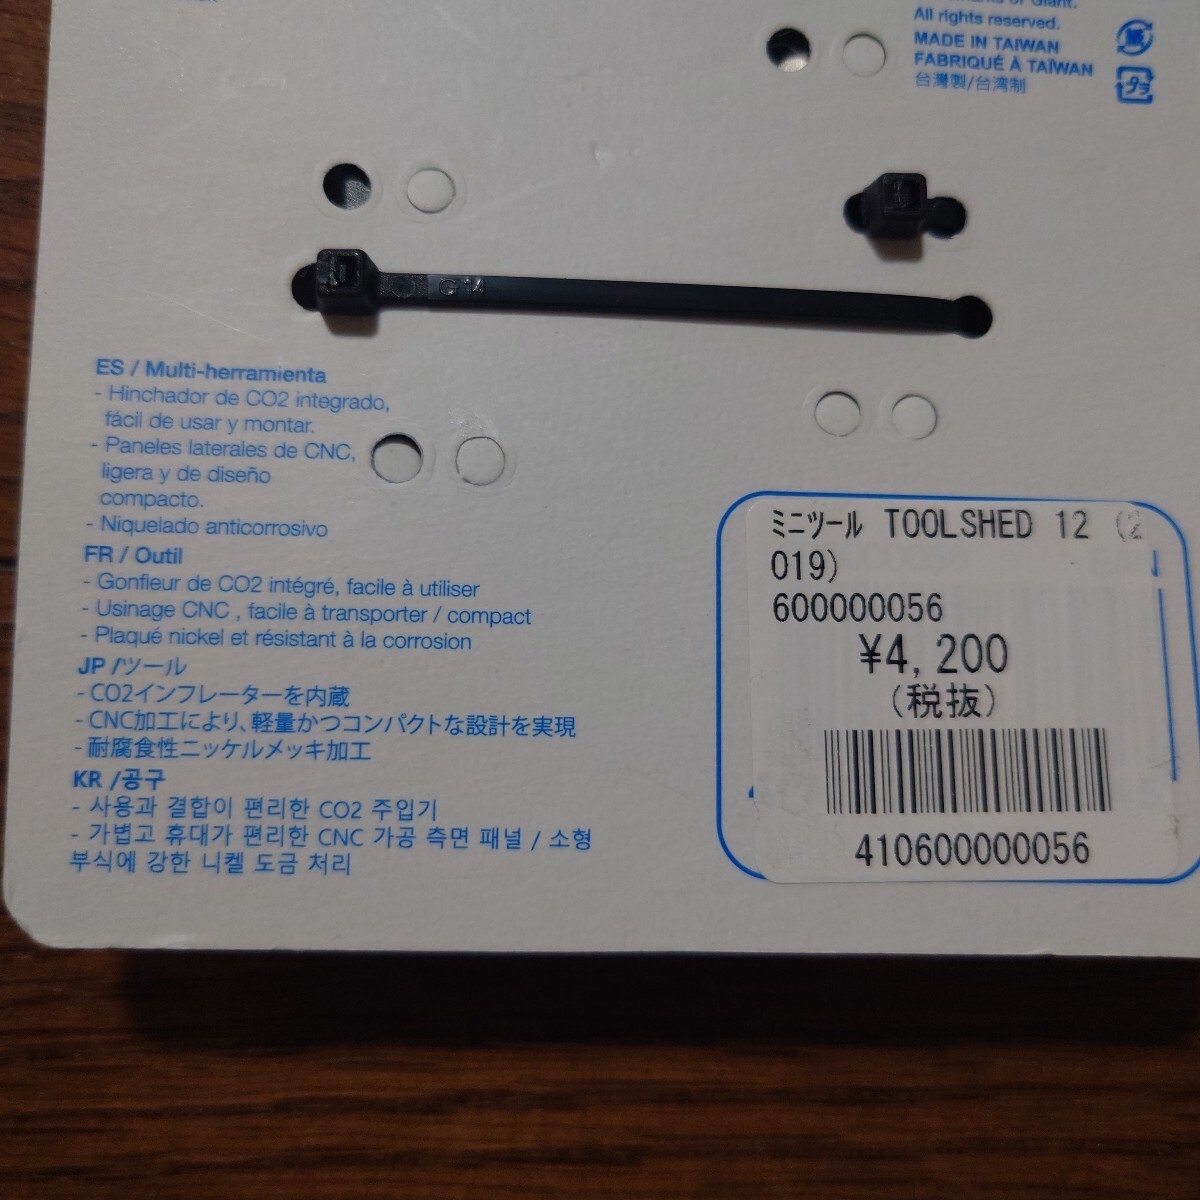 of Giant.
All rights reserved.
MADE IN TAIWAN
FABRIQUÉ À TAÏWAN
台灣製/台湾制
紙
プラ
G 14
ES / Multi-herramienta
- Hinchador de CO2 integrado,
fácil de usar y montar.
- Paneles laterales de CNC,
ligera y de diseño
compacto.
- Niquelado anticorrosivo
FR / Outil
- Gonfleur de CO2 intégré, facile à utiliser
- Usinage CNC , facile à transporter / compact
- Plaqué nickel et résistant à la corrosion
JP /ツール
- CO2インフレーターを内蔵
- CNC加工により、軽量かつコンパクトな設計を実現
- 耐腐食性ニッケルメッキ加工
KR /공구
- 사용과 결합이 편리한 CO2 주입기
- 가볍고 휴대가 편리한 CNC 가공 측면 패널 / 소형
부식에 강한 니켈 도금 처리
ﾐﾆツール TOOLSHED 12 (2
019)
600000056
¥4,200
(税抜)
410600000056